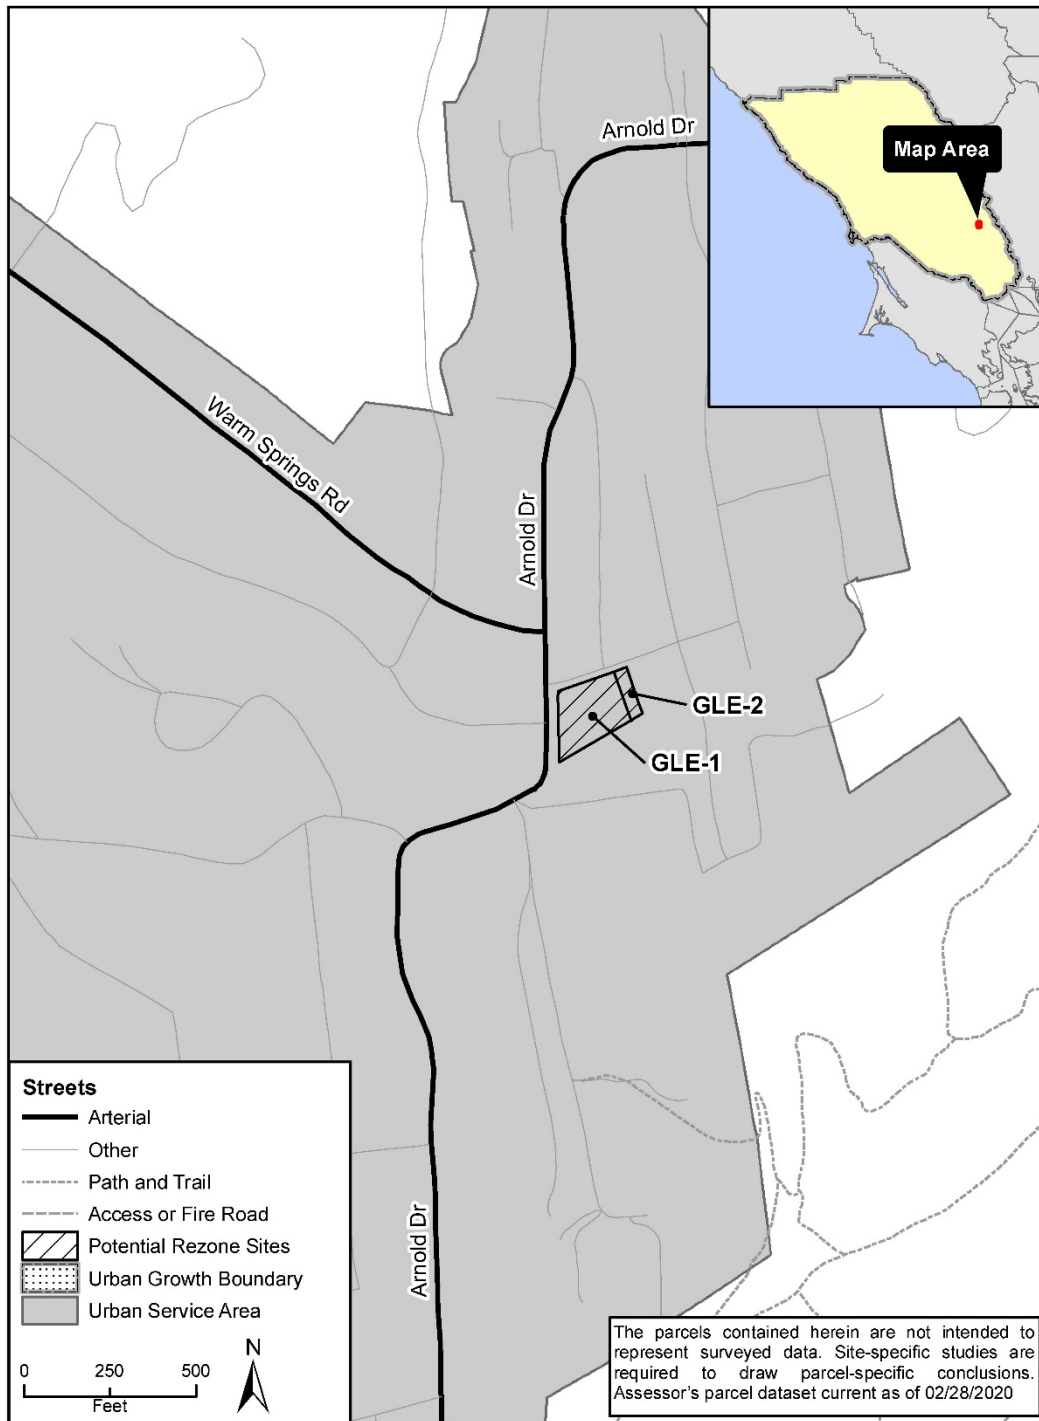 Arnold Dr
Map Area
Warm Springs Rd
Arnold Dr
GLE-2
GLE-1
Arnold Dr
Streets
Arterial
Other
Path and Trail
Access or Fire Road
Potential Rezone Sites
Urban Growth Boundary
Urban Service Area
N
0 250 500
Feet
The parcels contained herein are not intended to
represent surveyed data. Site-specific studies are
required to draw parcel-specific conclusions.
Assessor's parcel dataset current as of 02/28/2020